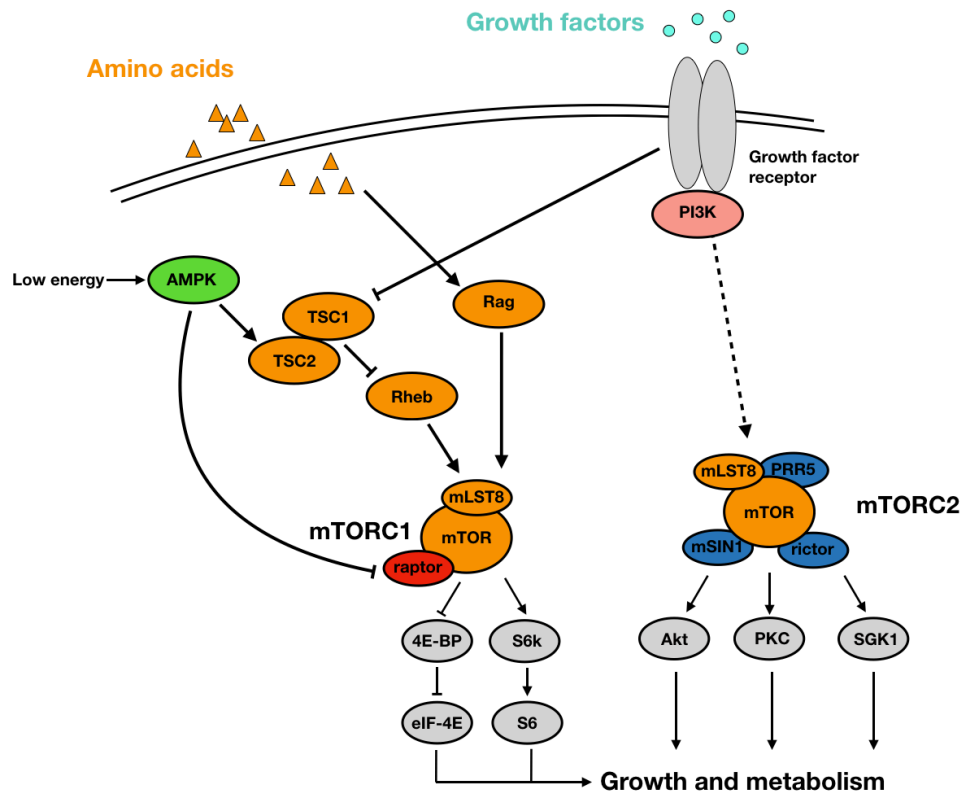 Growth factors
Amino acids
Growth factor
receptor
PI3K
Low energy
AMPK
TSC1
Rag
TSC2
Rheb
mTORC1
mLST8
mTOR
raptor
mLST8
PRR5
mTOR
mTORC2
mSIN1
rictor
4E-BP
S6k
Akt
PKC
SGK1
eIF-4E
S6
Growth and metabolism